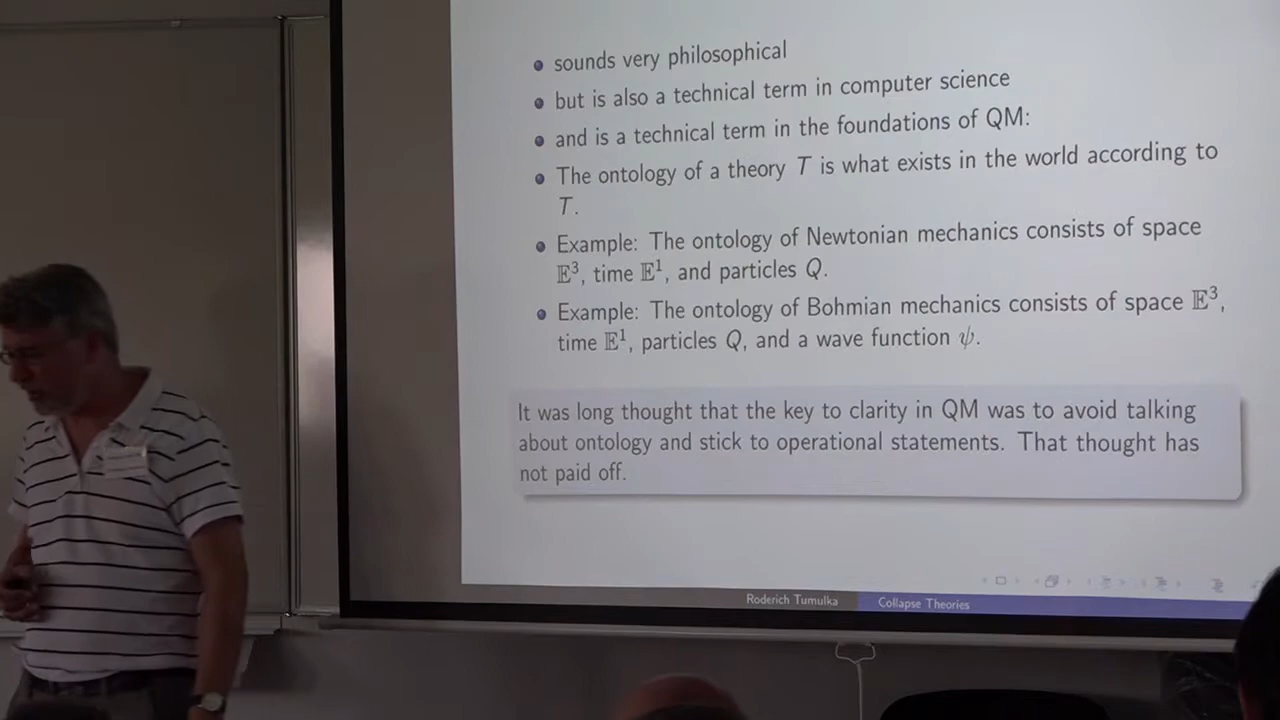 sounds very philosophical
but is also a technical term in computer science
and is a technical term in the foundations of QM:
The ontology of a theory T is what exists in the world according to
T.
Example: The ontology of Newtonian mechanics consists of space
𝔼³, time 𝔼¹, and particles Q.
Example: The ontology of Bohmian mechanics consists of space 𝔼³,
time 𝔼¹, particles Q, and a wave function ψ.
It was long thought that the key to clarity in QM was to avoid talking
about ontology and stick to operational statements. That thought has
not paid off.
Roderich Tumulka
Collapse Theories